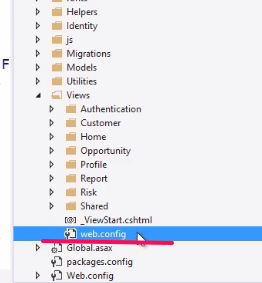 Helpers
Identity
js
Migrations
Models
Utilities
Views
Authentication
Customer
Home
Opportunity
Profile
Report
Risk
Shared
_ViewStart.cshtml
web.config
Global.asax
packages.config
Web.config